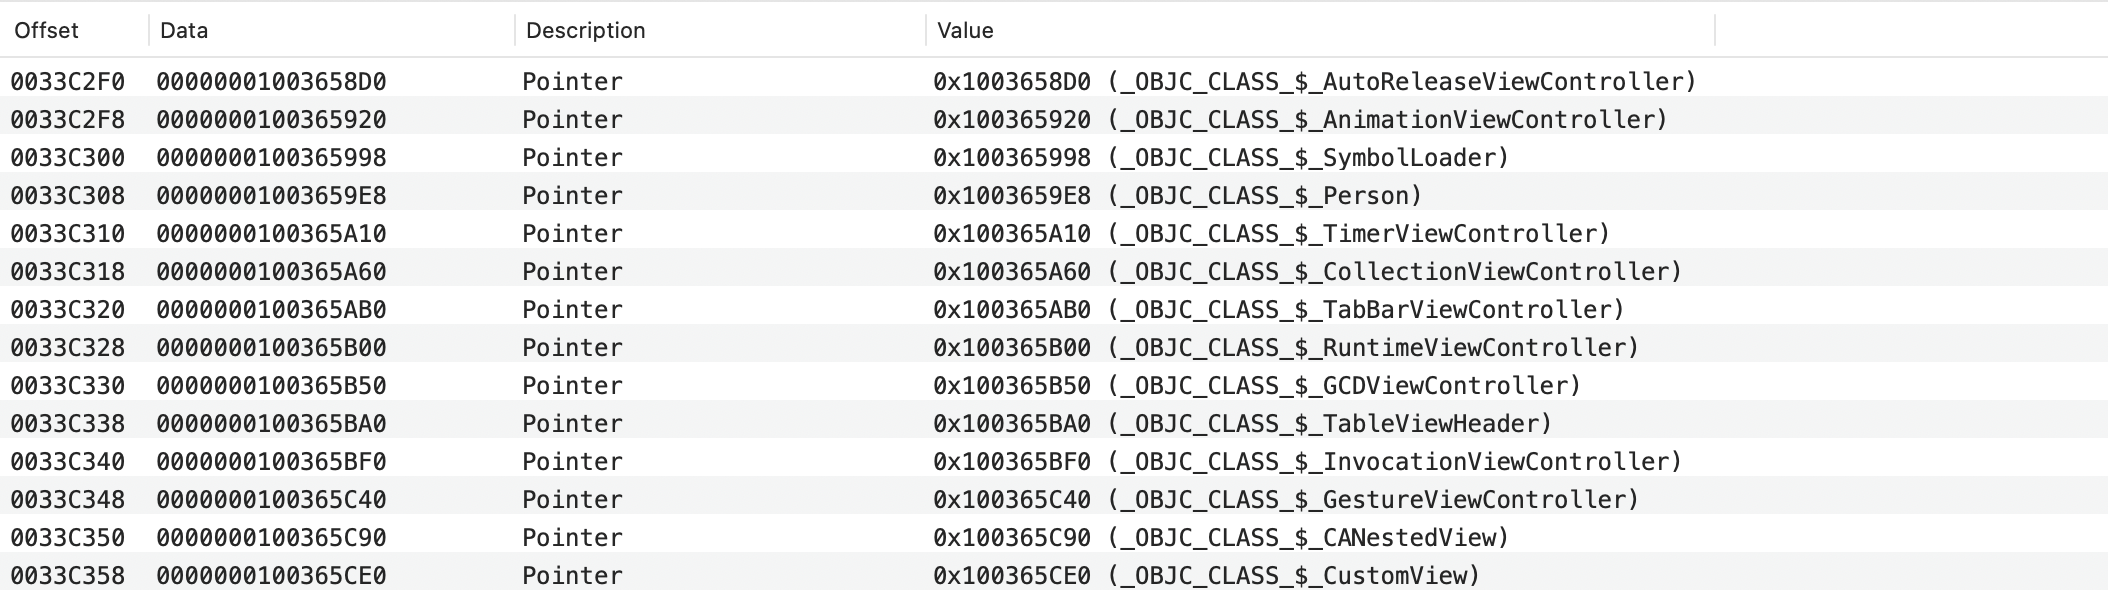 Offset Data Description Value
0033C2F0 00000001003658D0 Pointer 0x1003658D0 (_OBJC_CLASS_$_AutoReleaseViewController)
0033C2F8 0000000100365920 Pointer 0x100365920 (_OBJC_CLASS_$_AnimationViewController)
0033C300 0000000100365998 Pointer 0x100365998 (_OBJC_CLASS_$_SymbolLoader)
0033C308 00000001003659E8 Pointer 0x1003659E8 (_OBJC_CLASS_$_Person)
0033C310 0000000100365A10 Pointer 0x100365A10 (_OBJC_CLASS_$_TimerViewController)
0033C318 0000000100365A60 Pointer 0x100365A60 (_OBJC_CLASS_$_CollectionViewController)
0033C320 0000000100365AB0 Pointer 0x100365AB0 (_OBJC_CLASS_$_TabBarViewController)
0033C328 0000000100365B00 Pointer 0x100365B00 (_OBJC_CLASS_$_RuntimeViewController)
0033C330 0000000100365B50 Pointer 0x100365B50 (_OBJC_CLASS_$_GCDViewController)
0033C338 0000000100365BA0 Pointer 0x100365BA0 (_OBJC_CLASS_$_TableViewHeader)
0033C340 0000000100365BF0 Pointer 0x100365BF0 (_OBJC_CLASS_$_InvocationViewController)
0033C348 0000000100365C40 Pointer 0x100365C40 (_OBJC_CLASS_$_GestureViewController)
0033C350 0000000100365C90 Pointer 0x100365C90 (_OBJC_CLASS_$_CANestedView)
0033C358 0000000100365CE0 Pointer 0x100365CE0 (_OBJC_CLASS_$_CustomView)